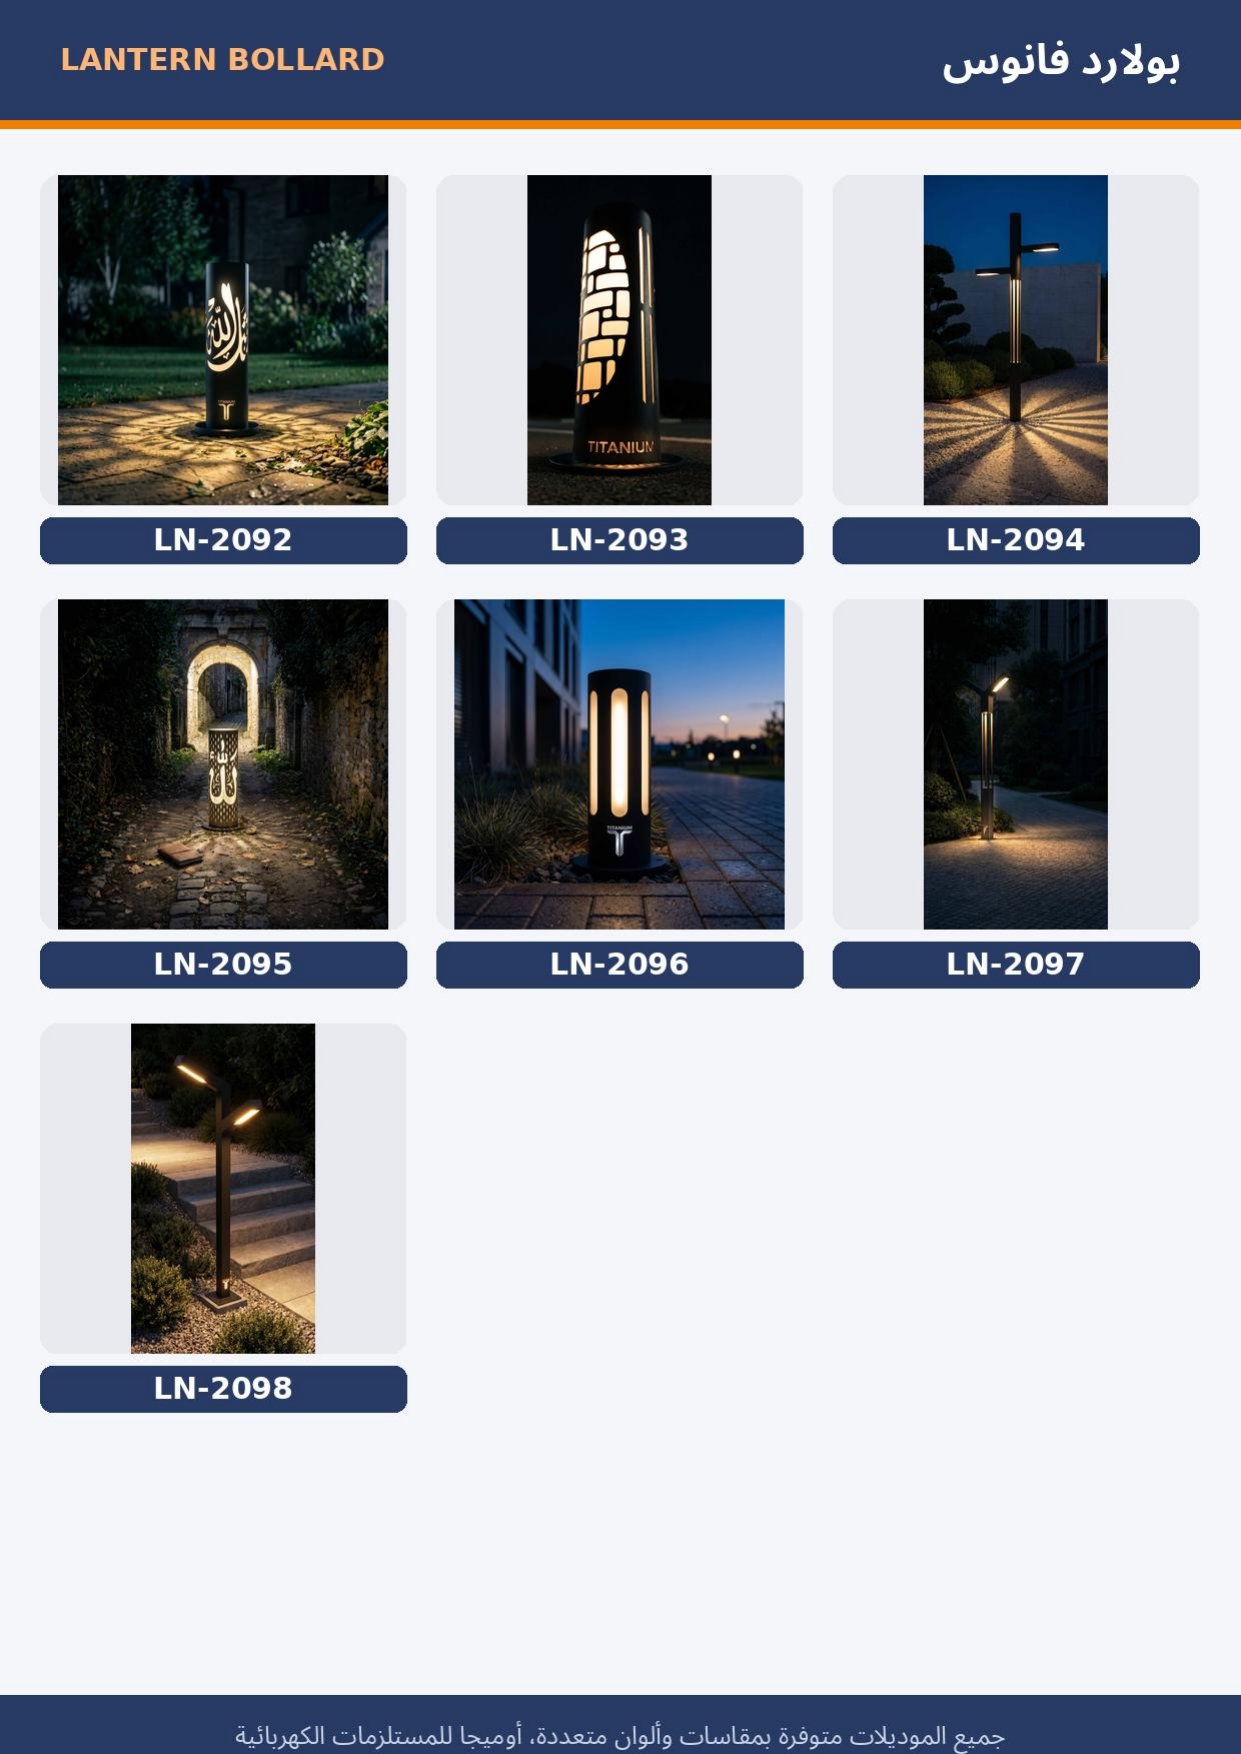 بولارد فانوس
LANTERN BOLLARD
TITANIUM
LN-2092
LN-2093
LN-2094
TITANIUM
LN-2095
LN-2096
LN-2097
LN-2098
جميع الموديلات متوفرة بمقاسات وألوان متعددة، أوميجا للمستلزمات الكهربائية